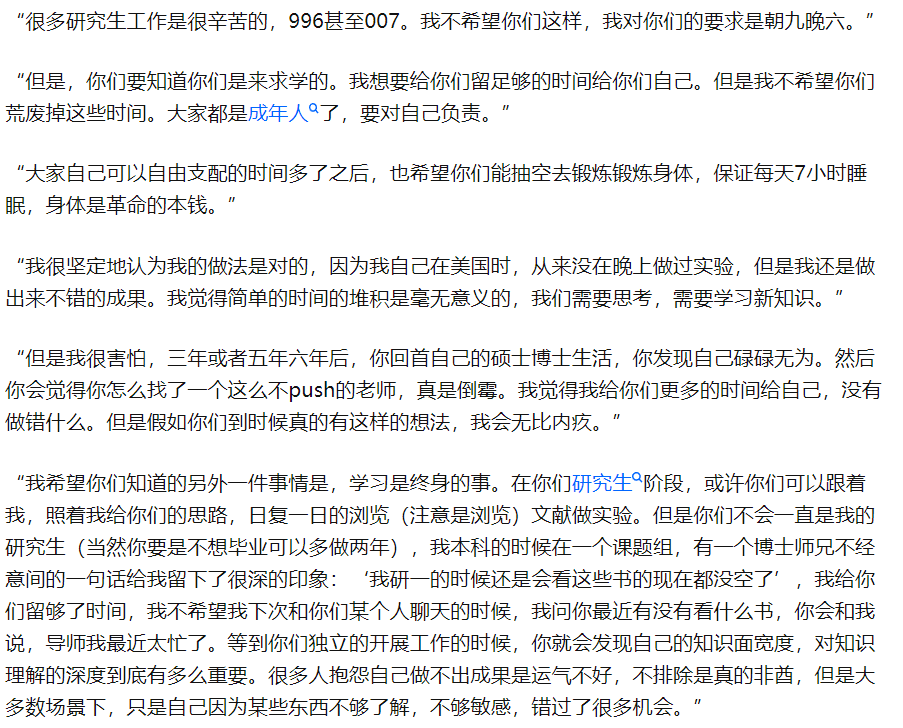 “很多研究生工作是很辛苦的，996甚至007。我不希望你们这样，我对你们的要求是朝九晚六。”
“但是，你们要知道你们是来求学的。我想要给你们留足够的时间给你们自己。但是我不希望你们
荒废掉这些时间。大家都是成年人了，要对自己负责。”
“大家自己可以自由支配的时间多了之后，也希望你们能抽空去锻炼锻炼身体，保证每天7小时睡
眠，身体是革命的本钱。”
“我很坚定地认为我的做法是对的，因为我自己在美国时，从来没在晚上做过实验，但是我还是做
出来不错的成果。我觉得简单的时间的堆积是毫无意义的，我们需要思考，需要学习新知识。”
“但是我很害怕，三年或者五年六年后，你回首自己的硕士博士生活，你发现自己碌碌无为。然后
你会觉得你怎么找了一个这么不push的老师，真是倒霉。我觉得我给你们更多的时间给自己，没有
做错什么。但是假如你们到时候真的有这样的想法，我会无比内疚。”
“我希望你们知道的另外一件事情是，学习是终身的事。在你们研究生阶段，或许你们可以跟着
我，照着我给你们的思路，日复一日的浏览（注意是浏览）文献做实验。但是你们不会一直是我的
研究生（当然你要是不想毕业可以多做两年），我本科的时候在一个课题组，有一个博士师兄不经
意间的一句话给我留下了很深的印象：‘我研一的时候还是会看这些书的现在都没空了’，我给你
们留够了时间，我不希望我下次和你们某个人聊天的时候，我问你最近有没有看什么书，你会和我
说，导师我最近太忙了。等到你们独立的开展工作的时候，你就会发现自己的知识面宽度，对知识
理解的深度到底有多么重要。很多人抱怨自己做不出成果是运气不好，不排除是真的非酋，但是大
多数场景下，只是自己因为某些东西不够了解，不够敏感，错过了很多机会。”